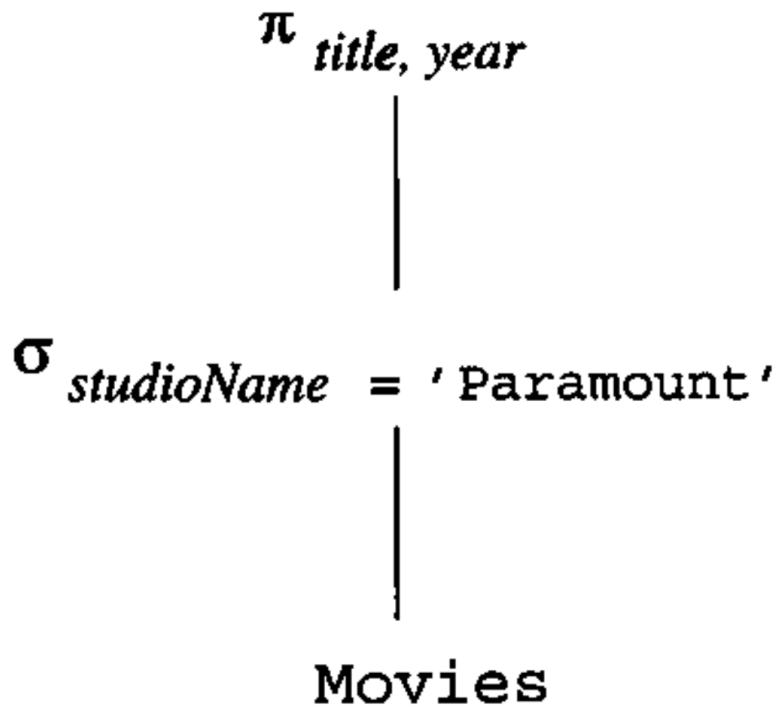 π title, year
σ studioName = 'Paramount'
Movies